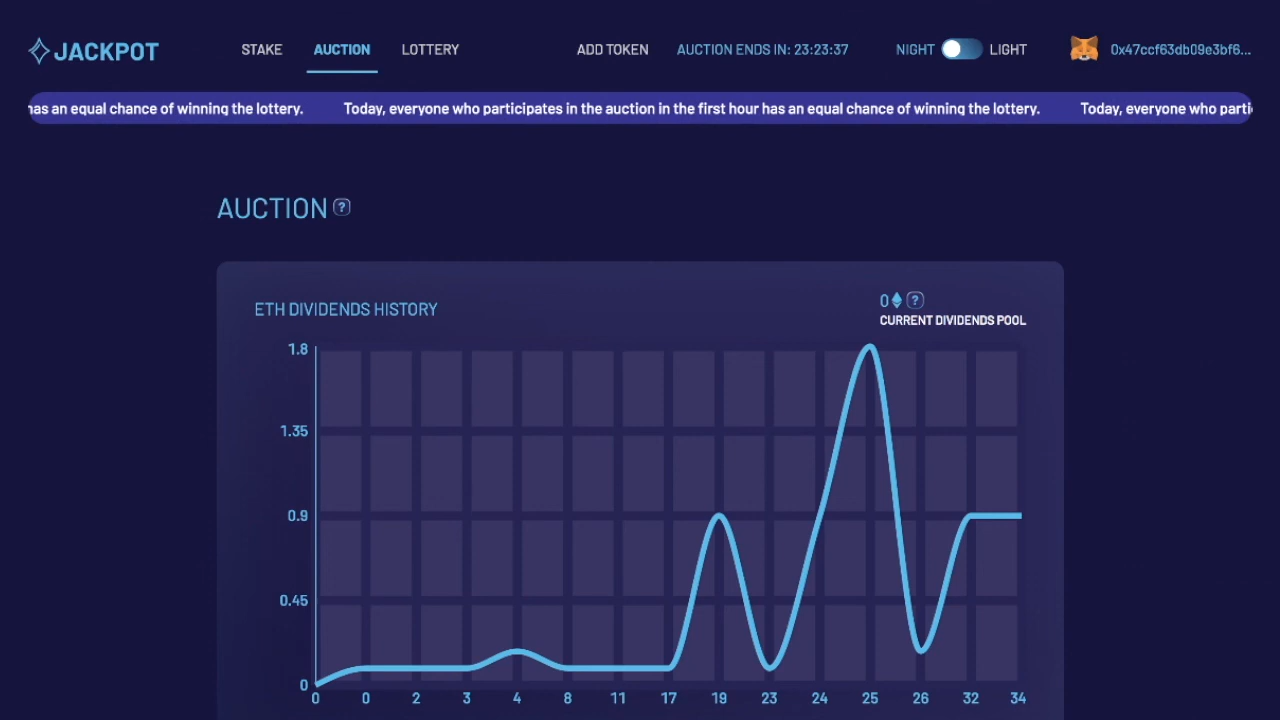 JACKPOT STAKE AUCTION LOTTERY ADD TOKEN AUCTION ENDS IN: 23:23:37 NIGHT LIGHT 0x47ccf63db09e3bf6...
has an equal chance of winning the lottery. Today, everyone who participates in the auction in the first hour has an equal chance of winning the lottery. Today, everyone who parti
AUCTION ?
ETH DIVIDENDS HISTORY
0 ?
CURRENT DIVIDENDS POOL
1.8
1.35
0.9
0.45
0
0 0 2 3 4 8 11 17 19 23 24 25 26 32 34